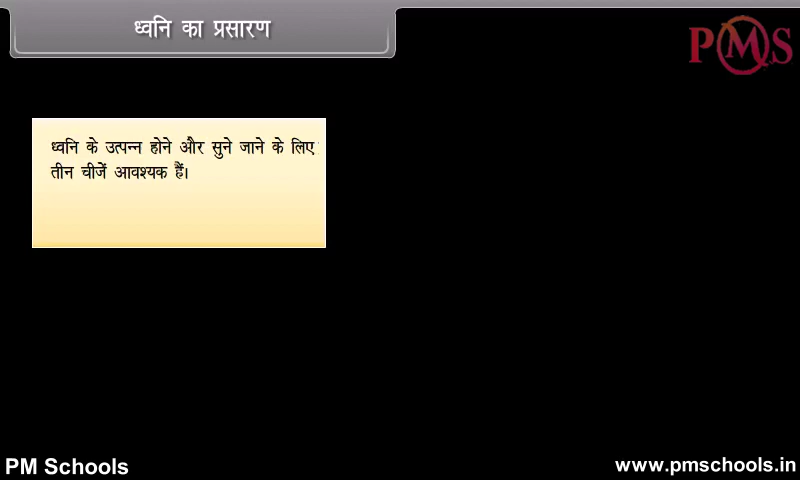 ध्वनि का प्रसारण
PMS
ध्वनि के उत्पन्न होने और सुने जाने के लिए
तीन चीजें आवश्यक हैं।
PM Schools
www.pmschools.in